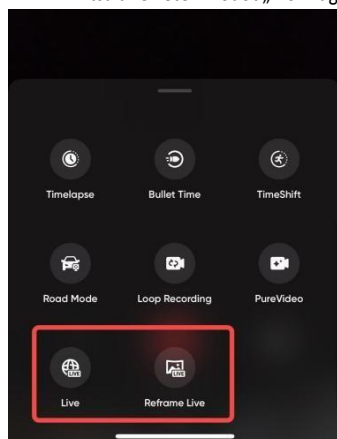 Timelapse
Bullet Time
TimeShift
Road Mode
Loop Recording
PureVideo
LIVE
LIVE
Live
Reframe Live